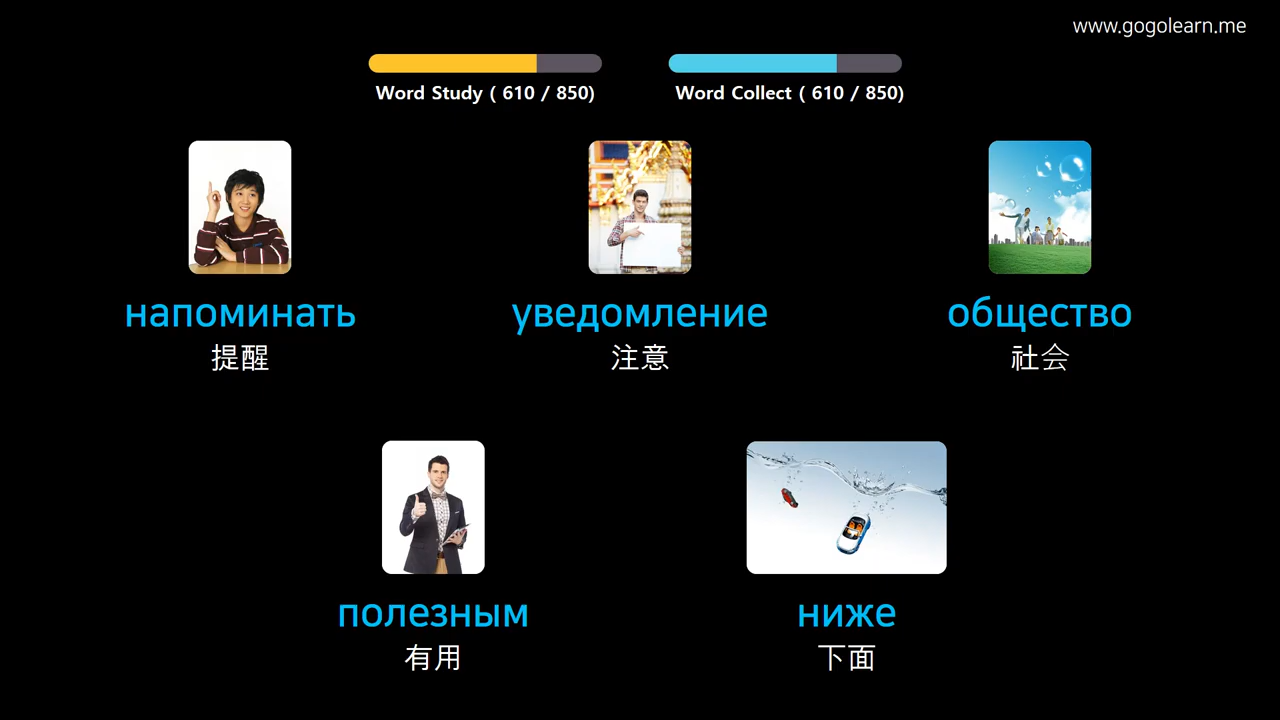 www.gogolearn.me
Word Study ( 610 / 850)
Word Collect ( 610 / 850)
напоминать
提醒
уведомление
注意
общество
社会
полезным
有用
ниже
下面